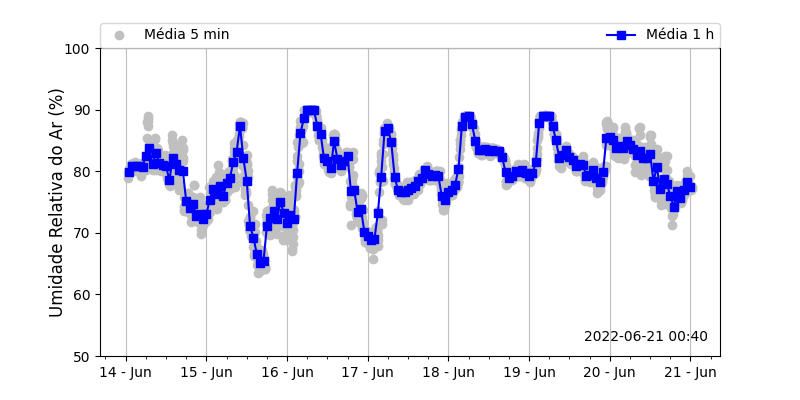 Média 5 min
Média 1 h
Umidade Relativa do Ar (%)
100
90
80
70
60
50
2022-06-21 00:40
14 - Jun
15 - Jun
16 - Jun
17 - Jun
18 - Jun
19 - Jun
20 - Jun
21 - Jun